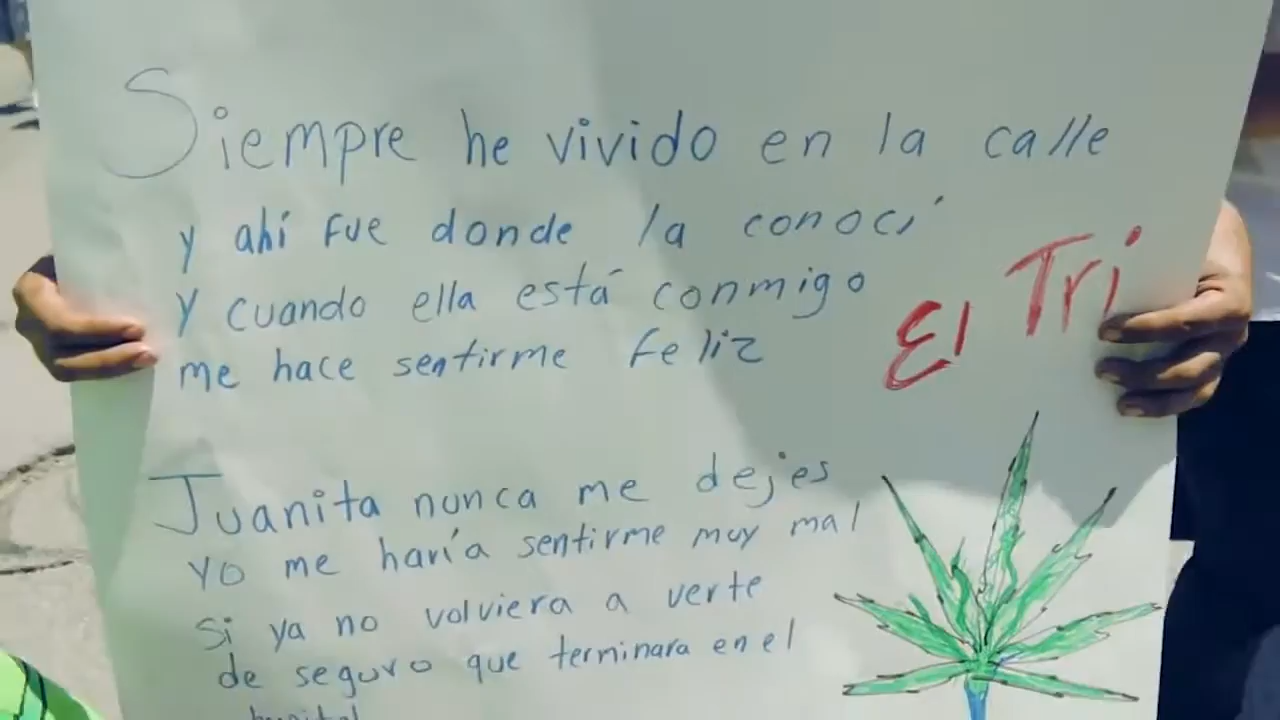 Siempre he vivido en la calle
y ahí fue donde la conocí
y cuando ella está conmigo
me hace sentirme feliz
El Tri
Juanita nunca me dejes
yo me haría sentirme muy mal
si ya no volviera a verte
de seguro que terminara en el